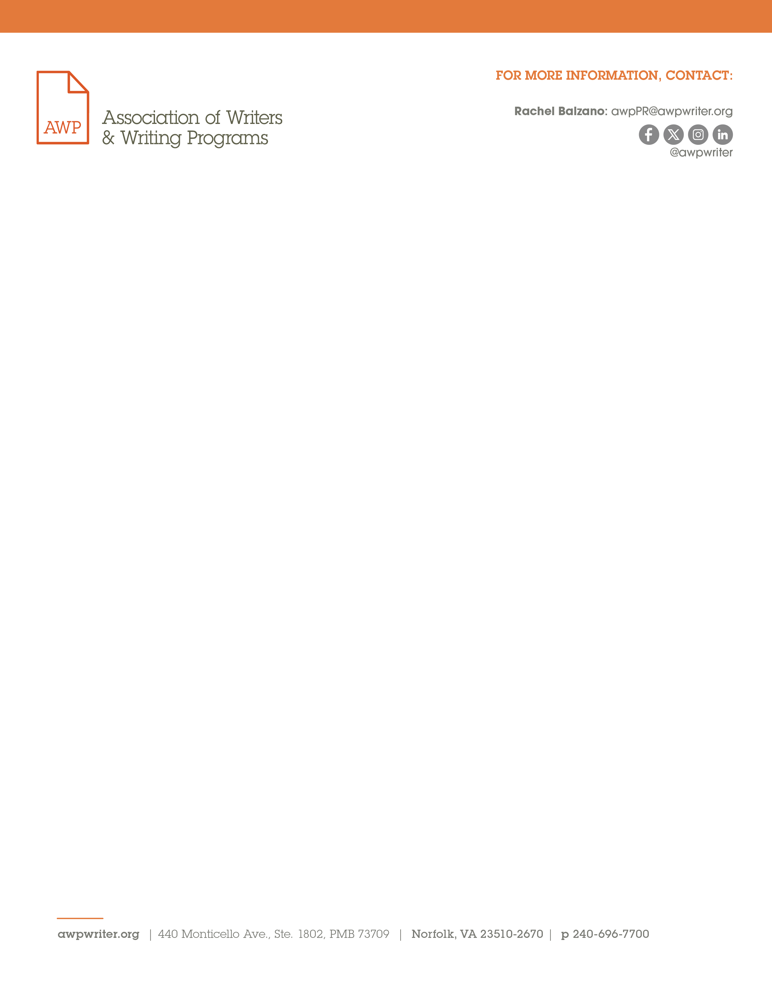 AWP
Association of Writers
& Writing Programs
FOR MORE INFORMATION, CONTACT:
Rachel Balzano: awpPR@awpwriter.org
@awpwriter
awpwriter.org | 440 Monticello Ave., Ste. 1802, PMB 73709 | Norfolk, VA 23510-2670 | p 240-696-7700